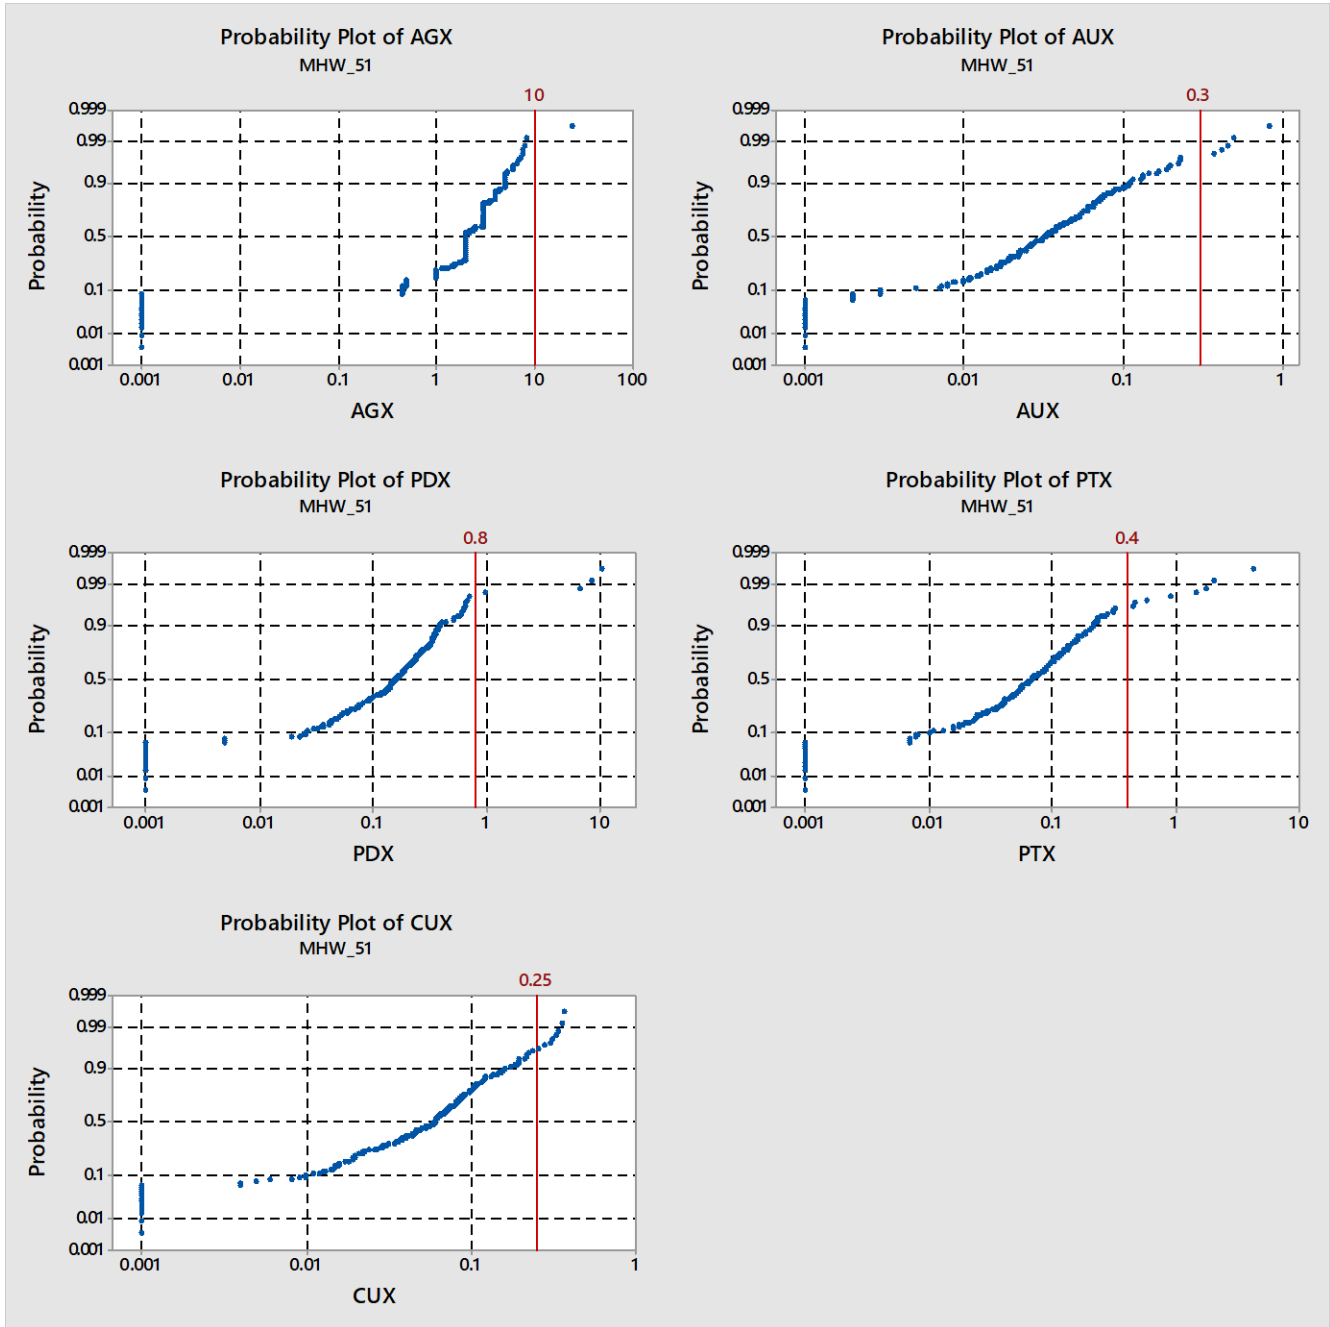 Probability Plot of AGX
MHW_51
10
0.999
0.99
0.9
0.5
0.1
0.01
0.001
Probability
0.001 0.01 0.1 1 10 100
AGX
Probability Plot of AUX
MHW_51
0.3
0.999
0.99
0.9
0.5
0.1
0.01
0.001
Probability
0.001 0.01 0.1 1
AUX
Probability Plot of PDX
MHW_51
0.8
0.999
0.99
0.9
0.5
0.1
0.01
0.001
Probability
0.001 0.01 0.1 1 10
PDX
Probability Plot of PTX
MHW_51
0.4
0.999
0.99
0.9
0.5
0.1
0.01
0.001
Probability
0.001 0.01 0.1 1 10
PTX
Probability Plot of CUX
MHW_51
0.25
0.999
0.99
0.9
0.5
0.1
0.01
0.001
Probability
0.001 0.01 0.1 1
CUX